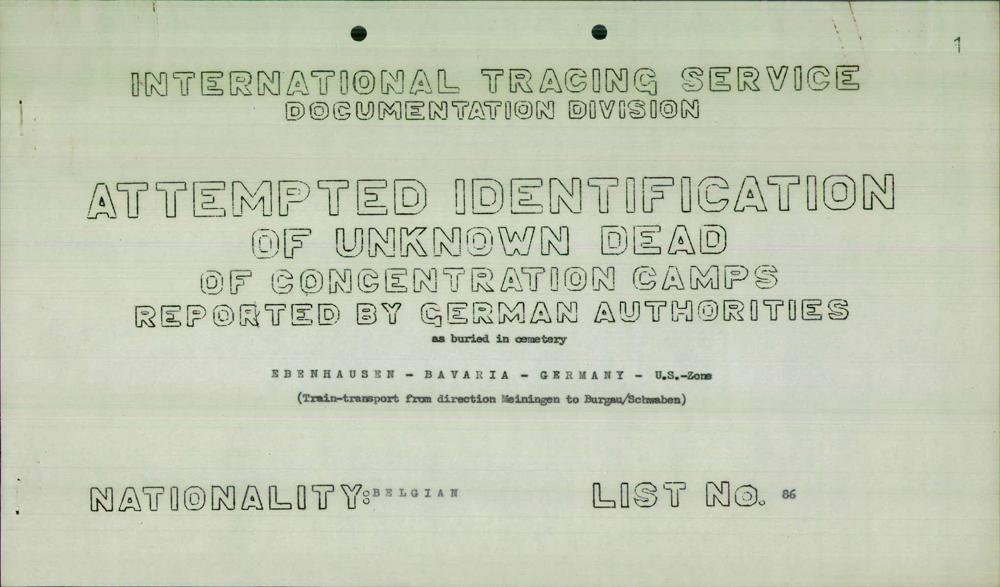 1
INTERNATIONAL TRACING SERVICE
DOCUMENTATION DIVISION
ATTEMPTED IDENTIFICATION
OF UNKNOWN DEAD
OF CONCENTRATION CAMPS
REPORTED BY GERMAN AUTHORITIES
as buried in cemetery
EBENHAUSEN - BAVARIA - GERMANY - U.S.-Zone
(Train-transport from direction Meiningen to Burgau/Schwaben)
NATIONALITY: BELGIAN LIST No. 86